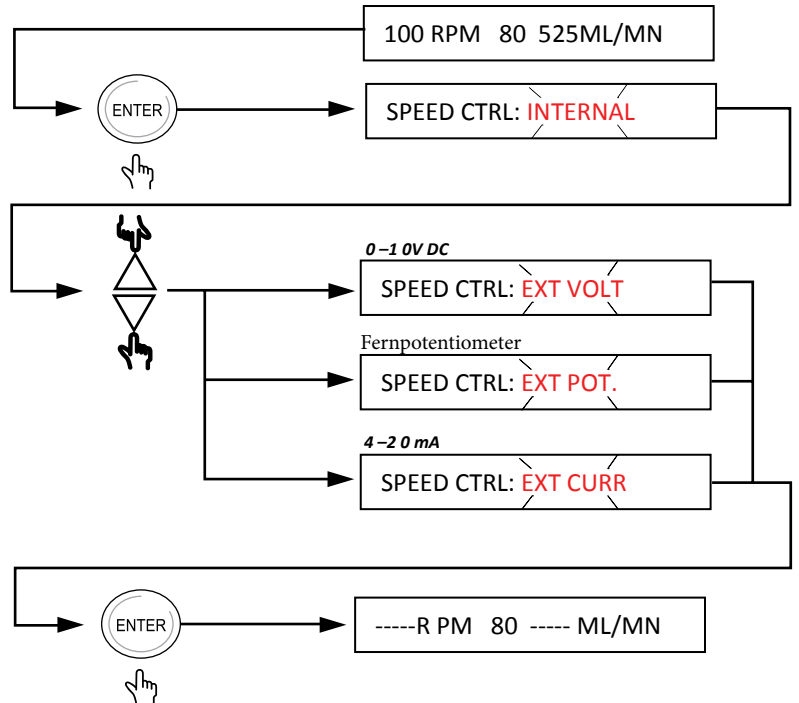 100 RPM 80 525ML/MN
ENTER
SPEED CTRL: INTERNAL
0 –1 0V DC
SPEED CTRL: EXT VOLT
Fernpotentiometer
SPEED CTRL: EXT POT.
4 –2 0 mA
SPEED CTRL: EXT CURR
ENTER
-----R PM 80 ----- ML/MN